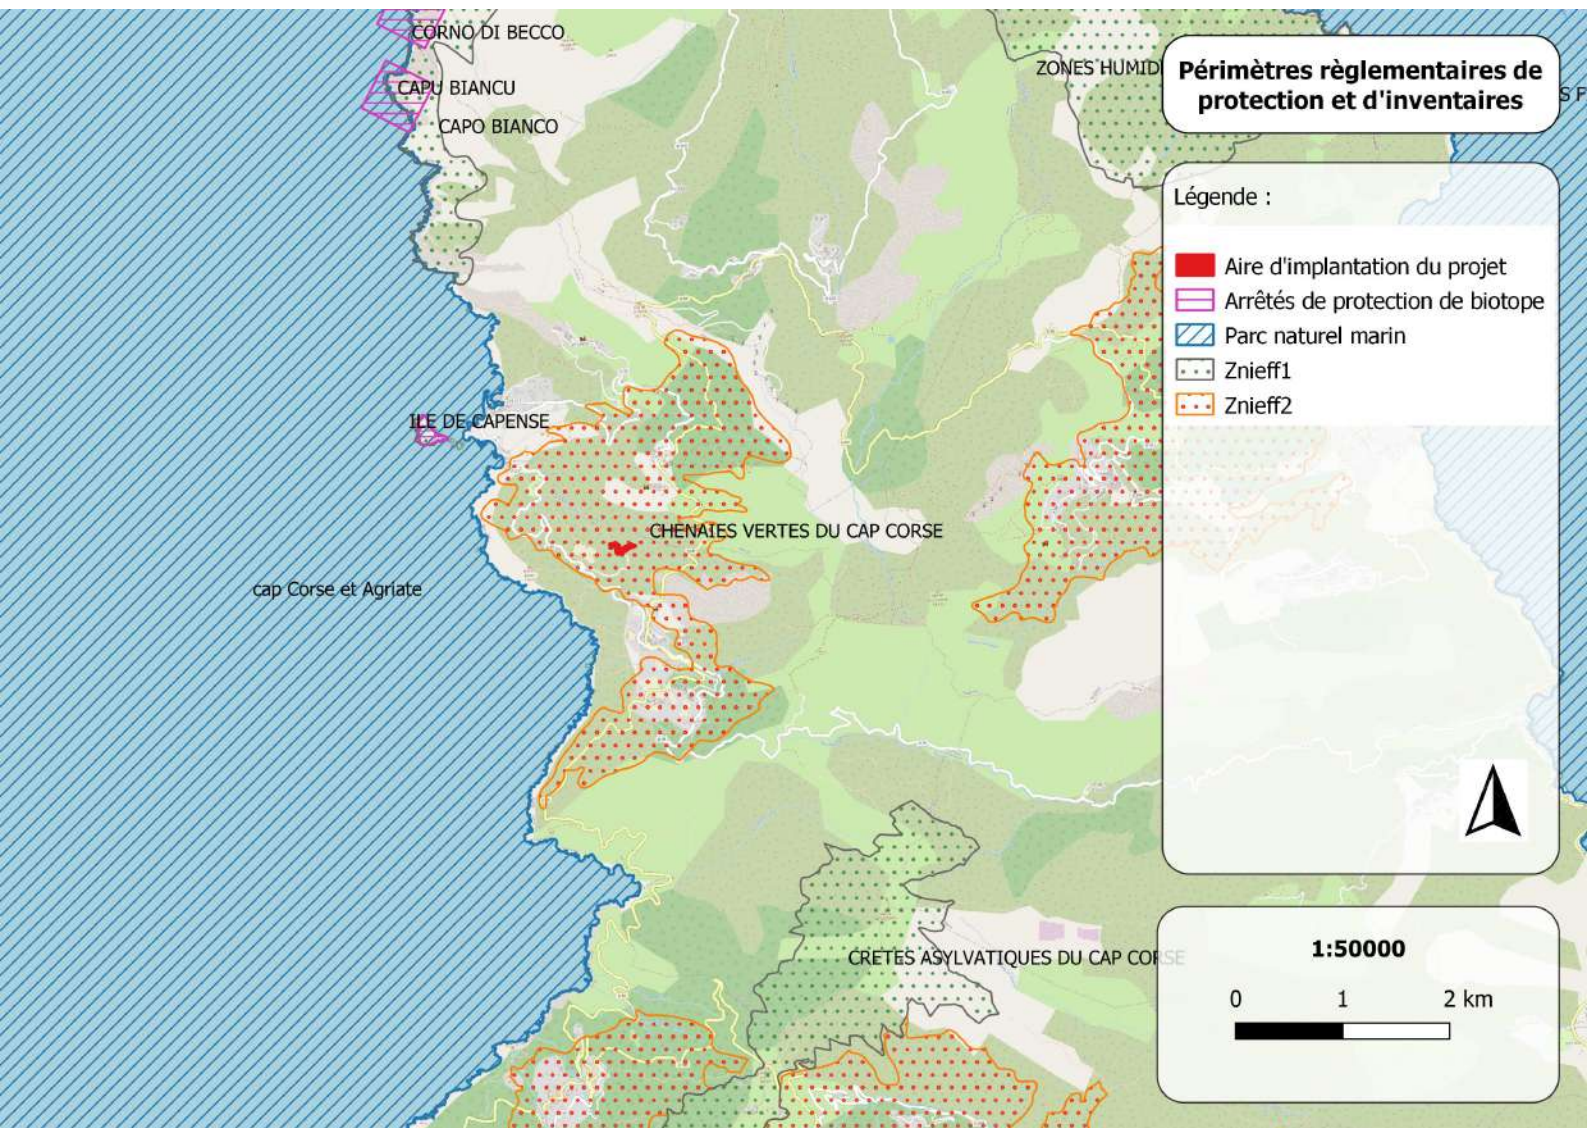 CORNO DI BECCO
CAPU BIANCU
CAPO BIANCO
ZONES HUMID
Périmètres règlementaires de
protection et d'inventaires
S F
Légende :
Aire d'implantation du projet
Arrêtés de protection de biotope
Parc naturel marin
Znieff1
Znieff2
ILE DE CAPENSE
CHENAIES VERTES DU CAP CORSE
cap Corse et Agriate
CRETES ASYLVATIQUES DU CAP CORSE
1:50000
0 1 2 km